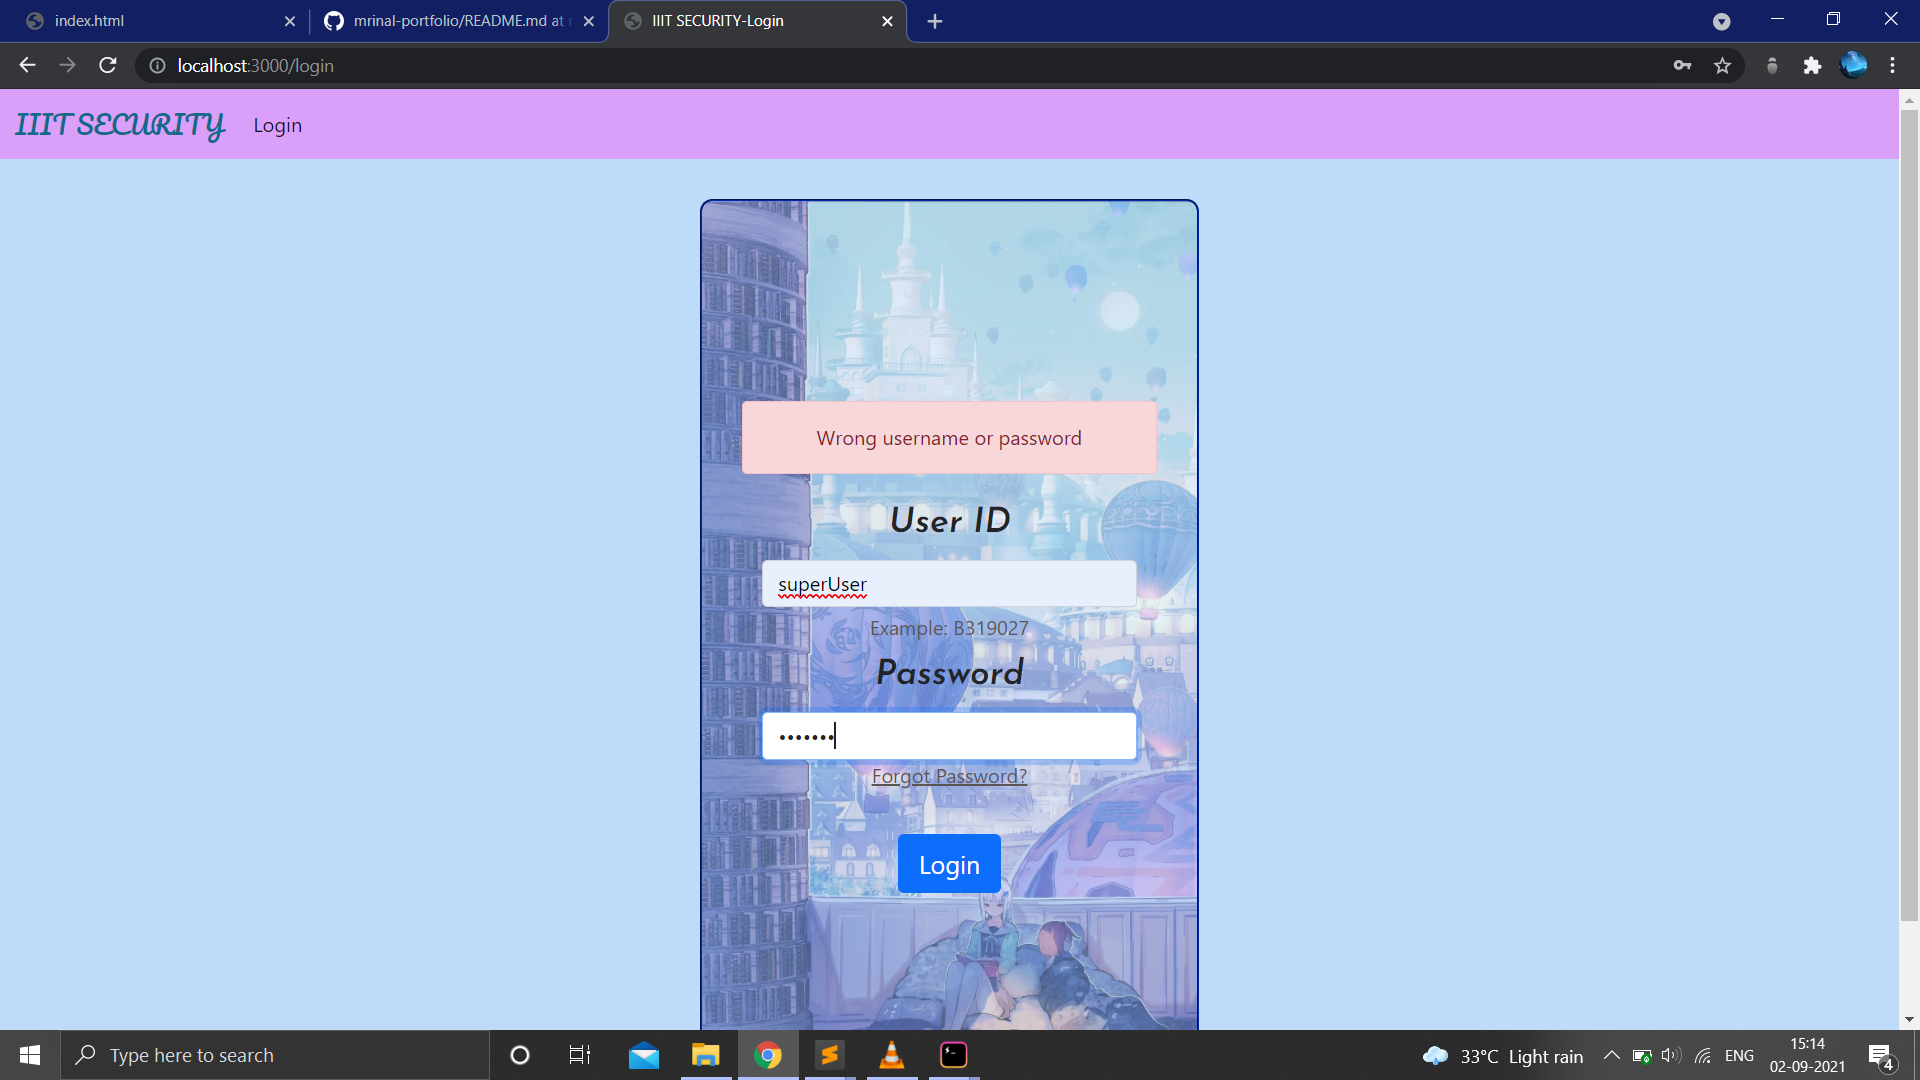 index.html
mrinal-portfolio/README.md at
IIIT SECURITY-Login
localhost:3000/login
IIIT SECURITY
Login
Wrong username or password
User ID
superUser
Example: B319027
Password
•••••••
Forgot Password?
Login
Type here to search
33°C Light rain
ENG
15:14
02-09-2021
4